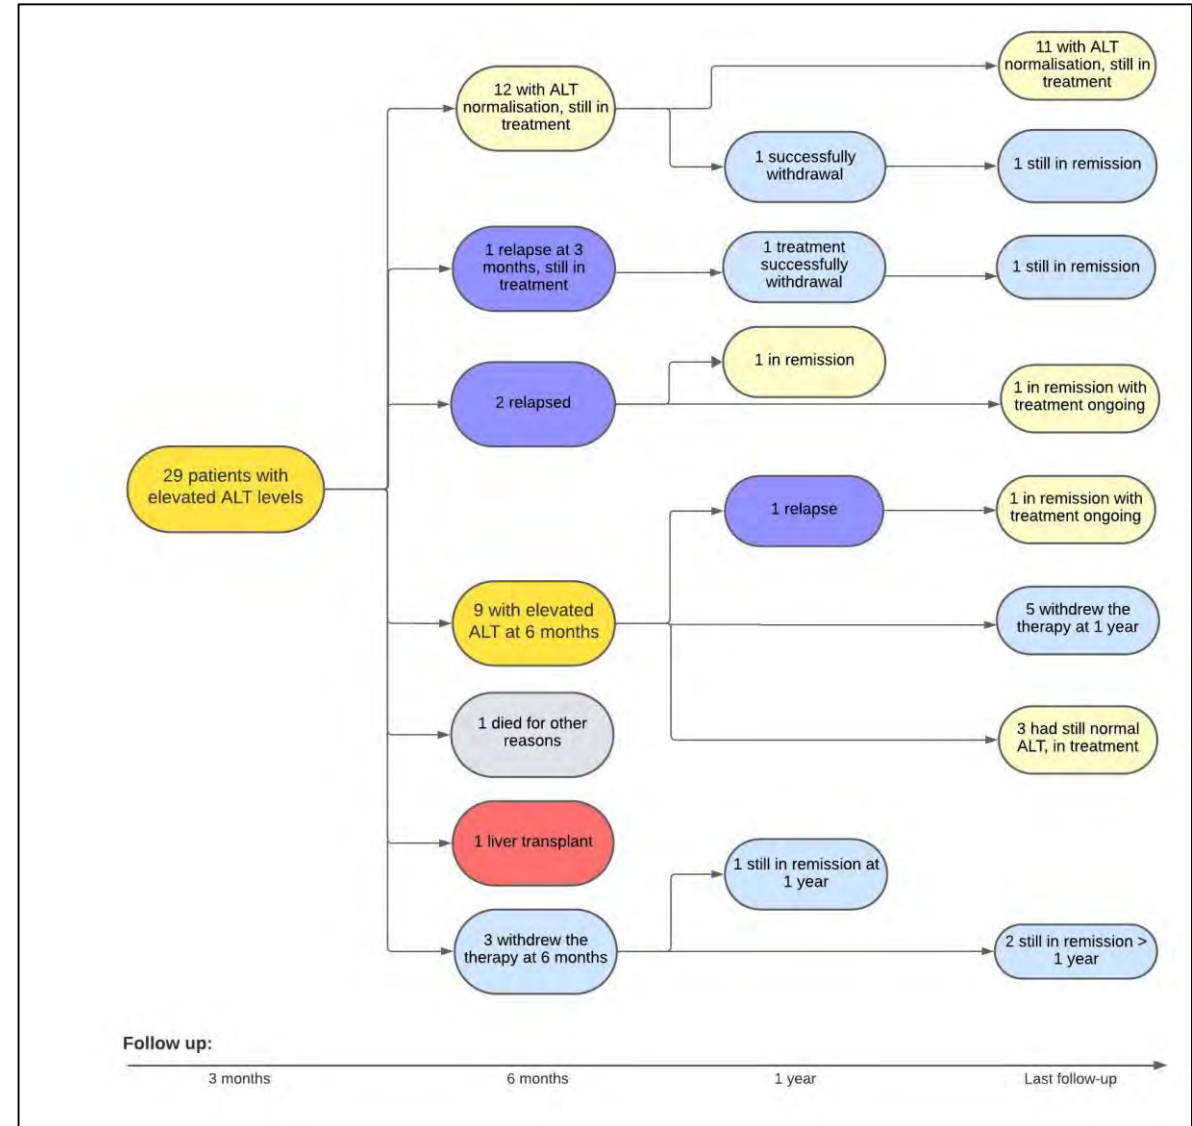 11 with ALT
normalisation, still in
treatment
12 with ALT
normalisation, still in
treatment
1 successfully
withdrawal
1 still in remission
1 relapse at 3
months, still in
treatment
1 treatment
successfully
withdrawal
1 still in remission
1 in remission
2 relapsed
1 in remission with
treatment ongoing
29 patients with
elevated ALT levels
1 relapse
1 in remission with
treatment ongoing
9 with elevated
ALT at 6 months
5 withdrew the
therapy at 1 year
1 died for other
reasons
3 had still normal
ALT, in treatment
1 liver transplant
1 still in remission at
1 year
3 withdrew the
therapy at 6 months
2 still in remission >
1 year
Follow up:
3 months
6 months
1 year
Last follow-up